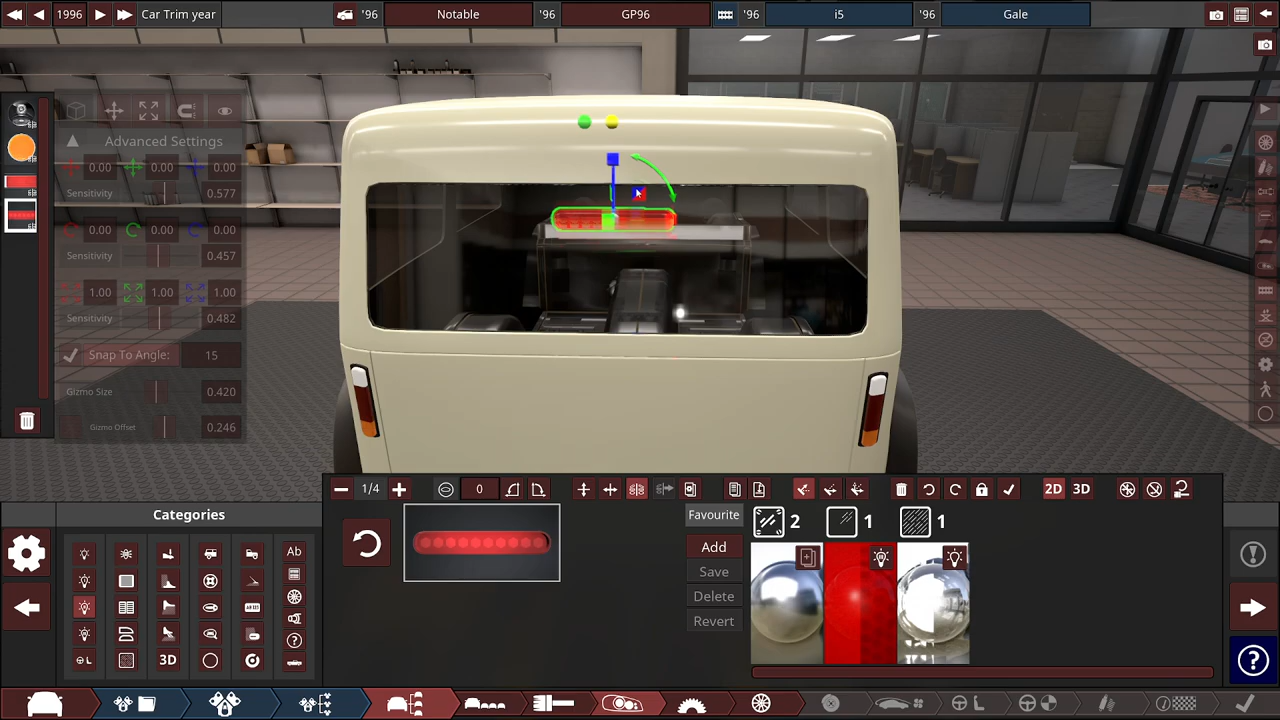 1996 Car Trim year '96 Notable '96 GP96 '96 i5 '96 Gale
Advanced Settings
0.00 0.00 0.00
Sensitivity 0.577
0.00 0.00 0.00
Sensitivity 0.457
1.00 1.00 1.00
Sensitivity 0.482
Snap To Angle: 15
Gizmo Size 0.420
Gizmo Offset 0.246
1/4 0 2D 3D
Categories
Ab
L 3D
Favourite
Add
Save
Delete
Revert
2 1 1